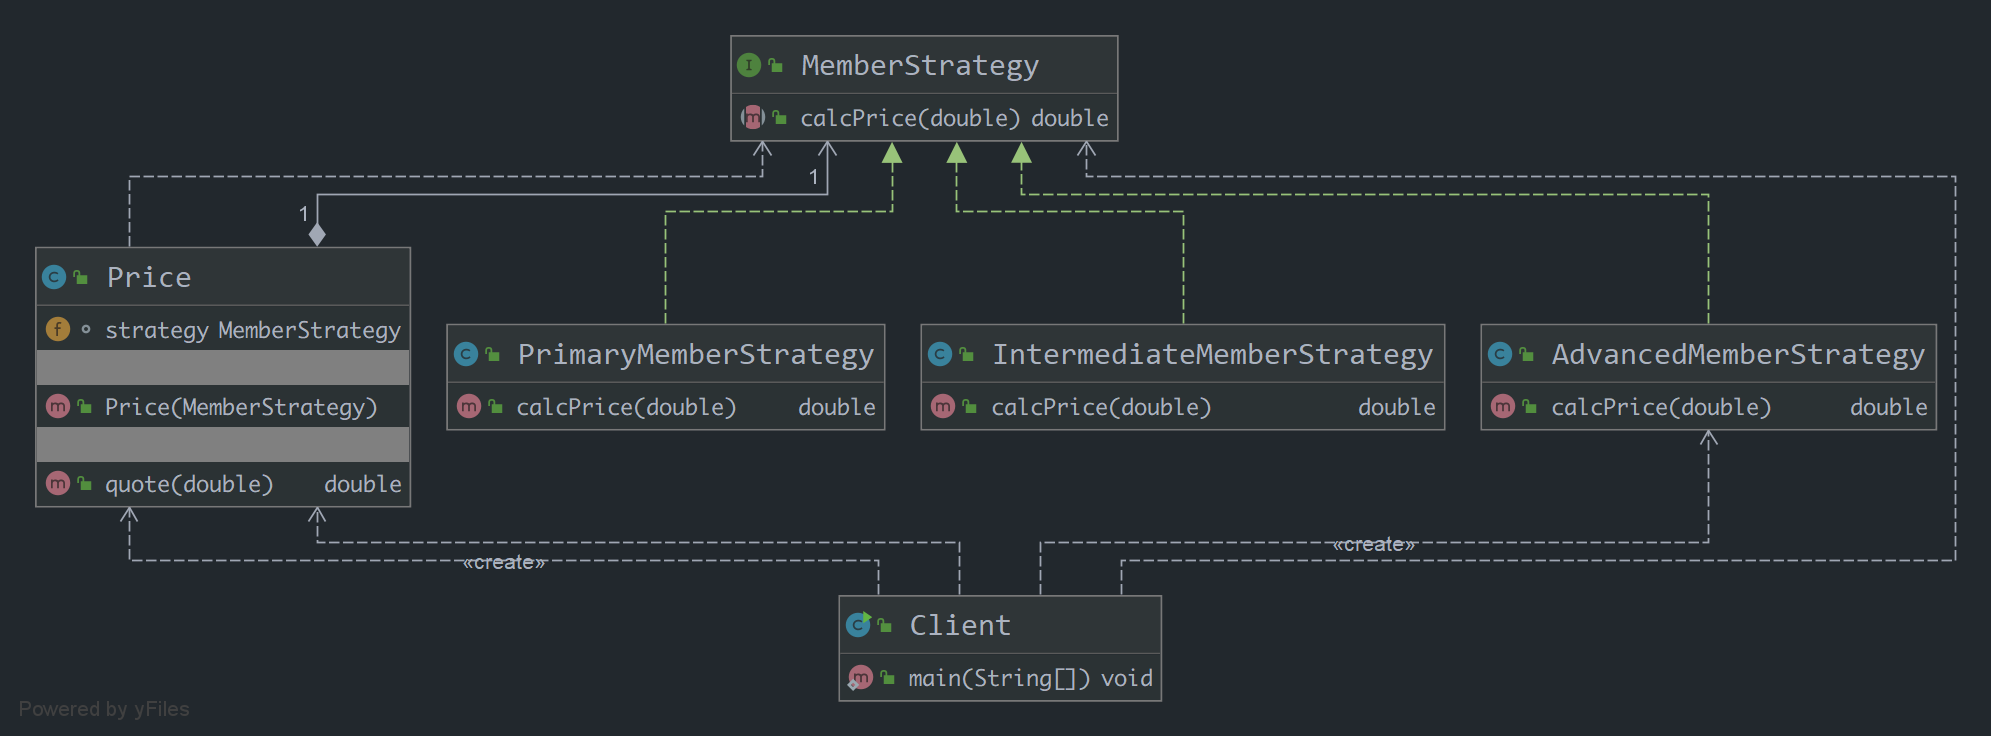 MemberStrategy
calcPrice(double) double
1
1
Price
strategy MemberStrategy
Price(MemberStrategy)
quote(double) double
PrimaryMemberStrategy
calcPrice(double) double
IntermediateMemberStrategy
calcPrice(double) double
AdvancedMemberStrategy
calcPrice(double) double
«create»
«create»
Client
main(String[]) void
Powered by yFiles